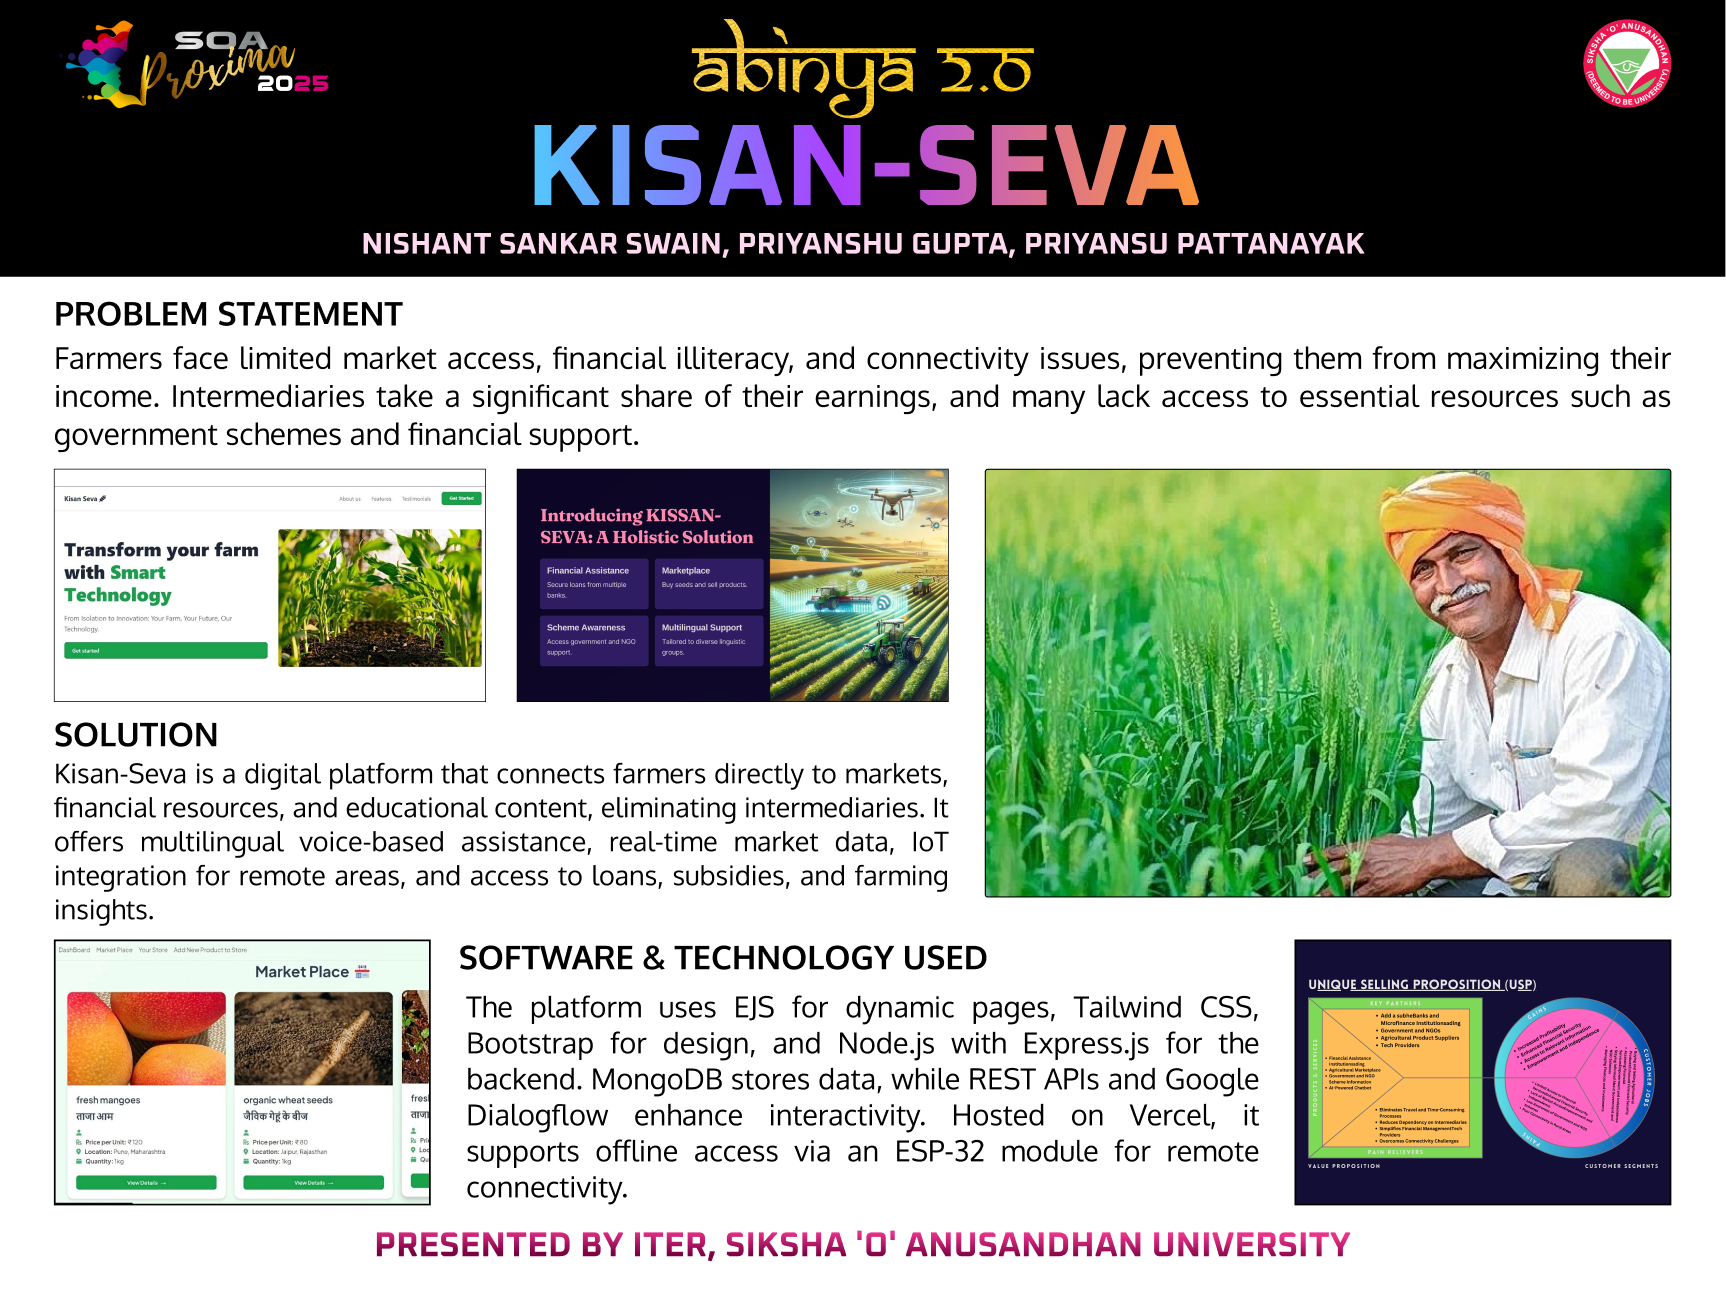 SOA
Proxima
2025
abinya 2.0
SIKSHA 'O' ANUSANDHAN
(DEEMED TO BE UNIVERSITY)
KISAN-SEVA
NISHANT SANKAR SWAIN, PRIYANSHU GUPTA, PRIYANSU PATTANAYAK
PROBLEM STATEMENT
Farmers face limited market access, financial illiteracy, and connectivity issues, preventing them from maximizing their
income. Intermediaries take a significant share of their earnings, and many lack access to essential resources such as
government schemes and financial support.
Kisan Seva
About us Features Testimonials Get Started
Transform your farm
with Smart
Technology
From Isolation to Innovation: Your Farm, Your Future, Our
Technology.
Get started
Introducing KISSAN-
SEVA: A Holistic Solution
Financial Assistance
Secure loans from multiple
banks.
Marketplace
Buy seeds and sell products.
Scheme Awareness
Access government and NGO
support.
Multilingual Support
Tailored to diverse linguistic
groups.
SOLUTION
Kisan-Seva is a digital platform that connects farmers directly to markets,
financial resources, and educational content, eliminating intermediaries. It
offers multilingual voice-based assistance, real-time market data, IoT
integration for remote areas, and access to loans, subsidies, and farming
insights.
DashBoard Market Place Your Store Add New Product to Store
Market Place
fresh mangoes
ताजा आम
Price per Unit: ₹120
Location: Pune, Maharashtra
Quantity: 1kg
View Details →
organic wheat seeds
जैविक गेहूं के बीज
Price per Unit: ₹80
Location: Jaipur, Rajasthan
Quantity: 1kg
View Details →
SOFTWARE & TECHNOLOGY USED
The platform uses EJS for dynamic pages, Tailwind CSS,
Bootstrap for design, and Node.js with Express.js for the
backend. MongoDB stores data, while REST APIs and Google
Dialogflow enhance interactivity. Hosted on Vercel, it
supports offline access via an ESP-32 module for remote
connectivity.
UNIQUE SELLING PROPOSITION (USP)
KEY PARTNERS
Add a subheBanks and
Microfinance Institutionsading
Government and NGOs
Agricultural Product Suppliers
Tech Providers
PRODUCTS & SERVICES
Financial Assistance
Institutionsading
Agricultural Marketplace
Government and NGO
Scheme Information
AI-Powered Chatbot
Eliminates Travel and Time-Consuming
Processes
Reduces Dependency on Intermediaries
Simplifies Financial ManagementTech
Providers
Overcomes Connectivity Challenges
PAIN RELIEVERS
VALUE PROPOSITION
GAINS
Increased Profitability
Enhanced Financial Security
Access to Relevant Information
Empowerment and Independence
CUSTOMER JOBS
PAINS
CUSTOMER SEGMENTS
PRESENTED BY ITER, SIKSHA 'O' ANUSANDHAN UNIVERSITY